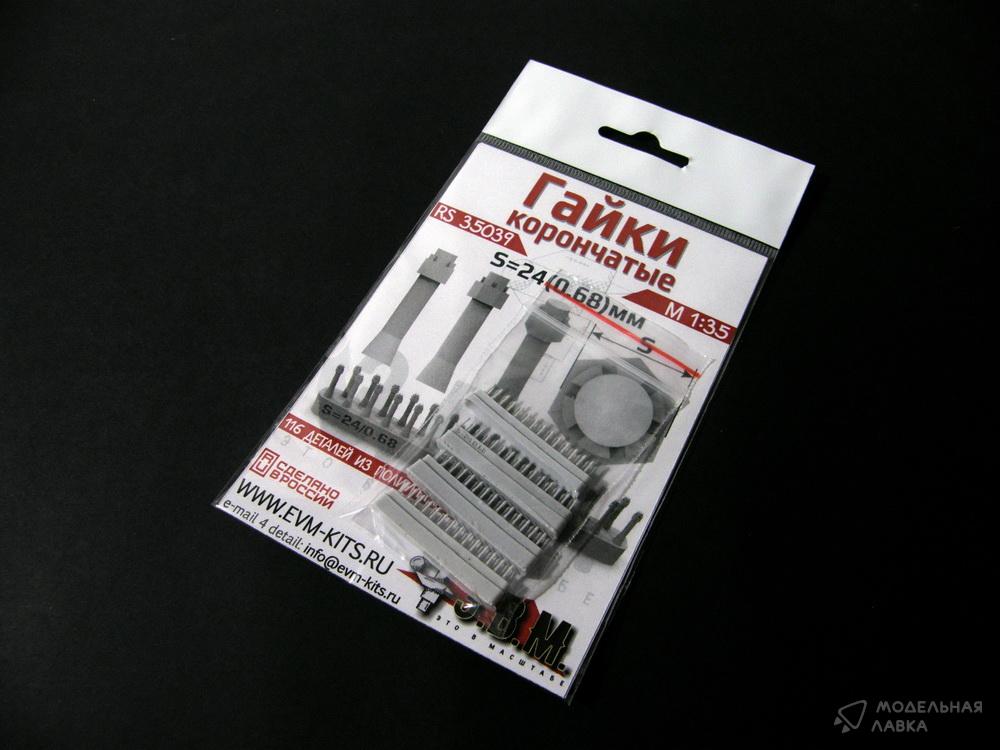 Гайки
корончатые
RS 35039
S=24(0.68)мм
М 1:35
S
S=24/0.68
116 ДЕТАЛЕЙ ИЗ
СДЕЛАНО
В РОССИИ
WWW.EVM-KITS.RU
e-mail 4 detail: info@evm-kits.ru
Э.В.М.
ЭТО В МАСШТАБЕ
МОДЕЛЬНАЯ
ЛАВКА